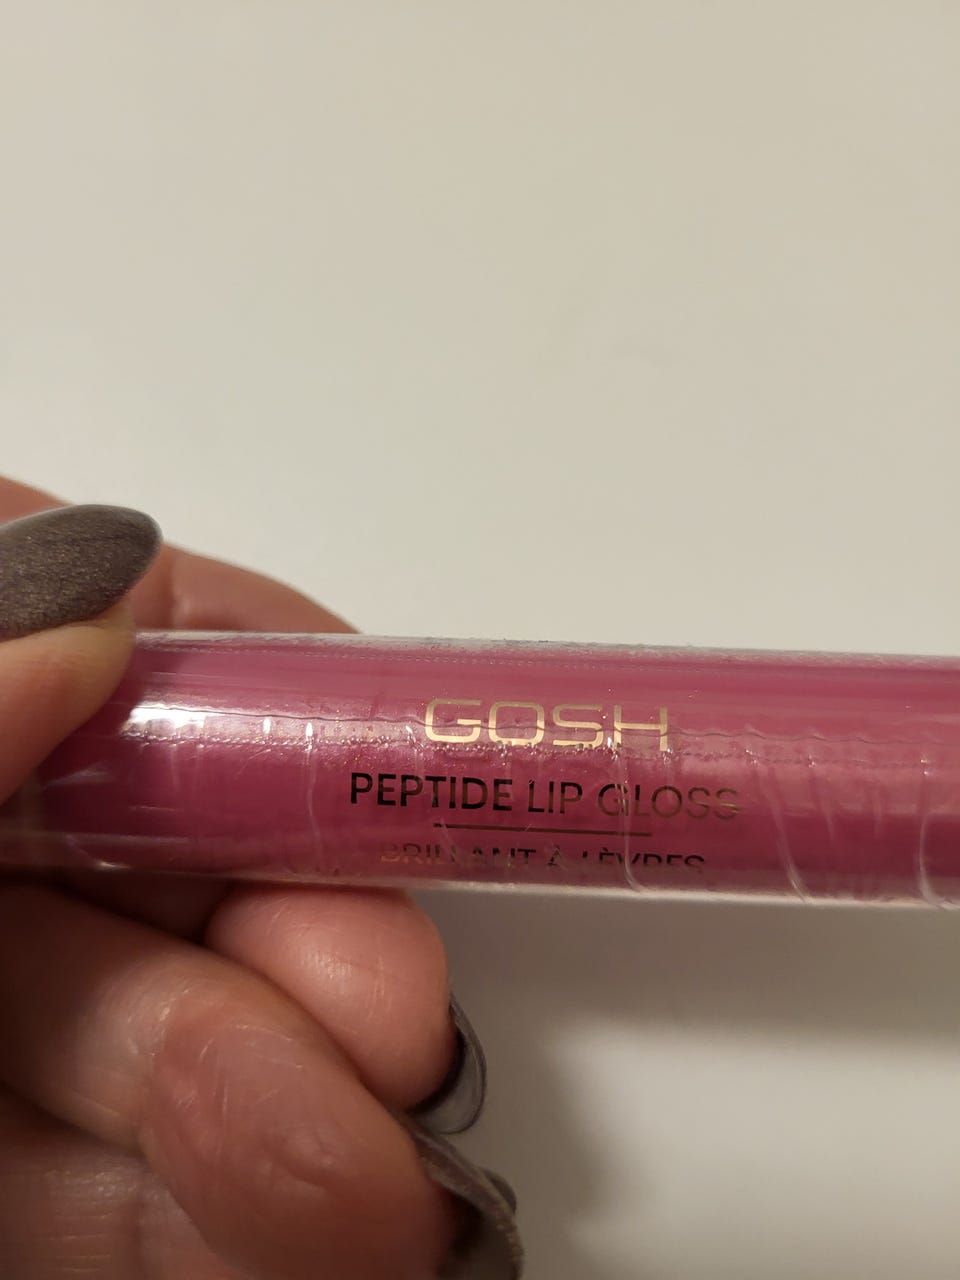 GOSH
PEPTIDE LIP GLOSS
BRILLANT À LÈVRES